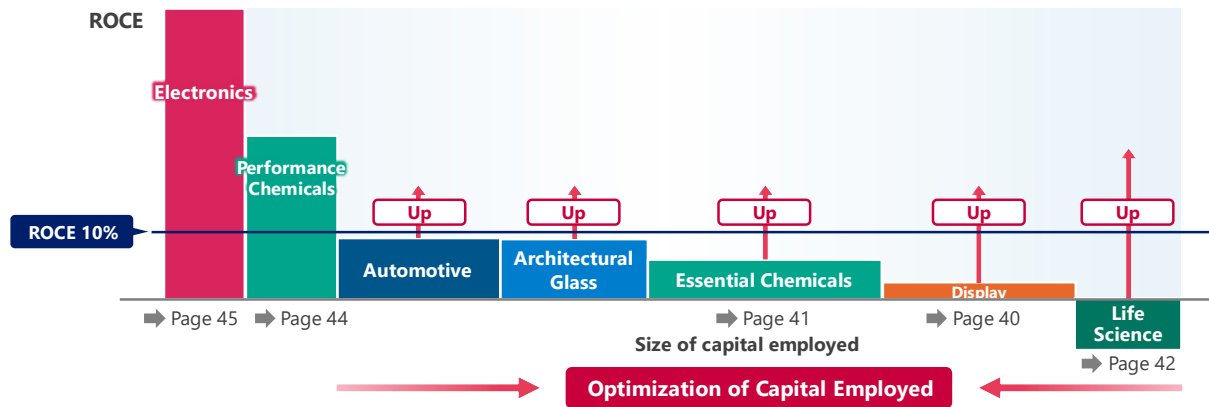 ROCE
Electronics
Performance
Chemicals
Up
Up
Up
Up
Up
ROCE 10%
Automotive
Architectural
Glass
Essential Chemicals
Display
Life
Science
Page 45
Page 44
Page 41
Page 40
Page 42
Size of capital employed
Optimization of Capital Employed